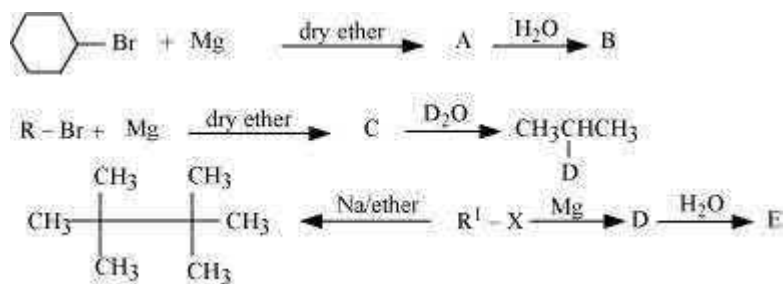 Br + Mg dry ether A H₂O B
R – Br + Mg dry ether C D₂O CH₃CHCH₃
D
CH₃ CH₃
CH₃ CH₃ Na/ether R¹ – X Mg D H₂O E
CH₃ CH₃